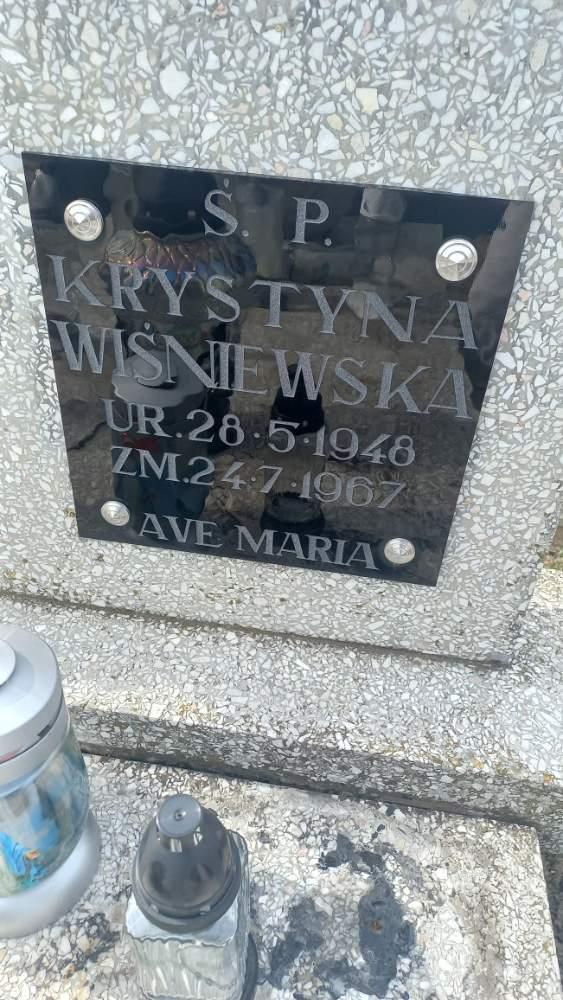 Ś. P.
KRYSTYNA
WIŚNIEWSKA
UR. 28·5·1948
ZM. 24·7·1967
AVE MARIA